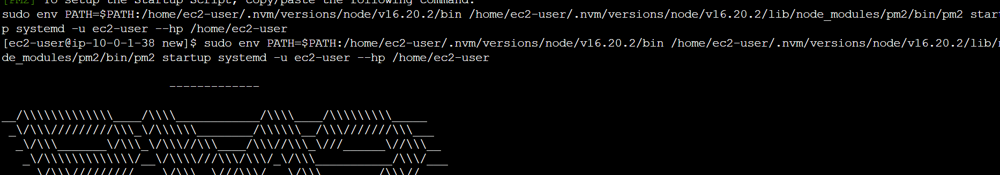 [PM2] To setup the Startup Script, copy/paste the following command:
sudo env PATH=$PATH:/home/ec2-user/.nvm/versions/node/v16.20.2/bin /home/ec2-user/.nvm/versions/node/v16.20.2/lib/node_modules/pm2/bin/pm2 start
p systemd -u ec2-user --hp /home/ec2-user
[ec2-user@ip-10-0-1-38 new]$ sudo env PATH=$PATH:/home/ec2-user/.nvm/versions/node/v16.20.2/bin /home/ec2-user/.nvm/versions/node/v16.20.2/lib/n
de_modules/pm2/bin/pm2 startup systemd -u ec2-user --hp /home/ec2-user
-------------
__/\\\\\\\\\\\\\____/\\\\____________/\\\\____/\\\\\\\\\_____
_\/\\\/////////\\\_\/\\\\\\________/\\\\\\__/\\\///////\\\___
_\/\\\_______\/\\\_\/\\\//\\\____/\\\//\\\_\///______\//\\\__
_\/\\\\\\\\\\\\\/__\/\\\\///\\\/\\\/_\/\\\___________/\\\/___
\/\\\/////////____\/\\\__\///\\\/___\/\\\________/\\\//